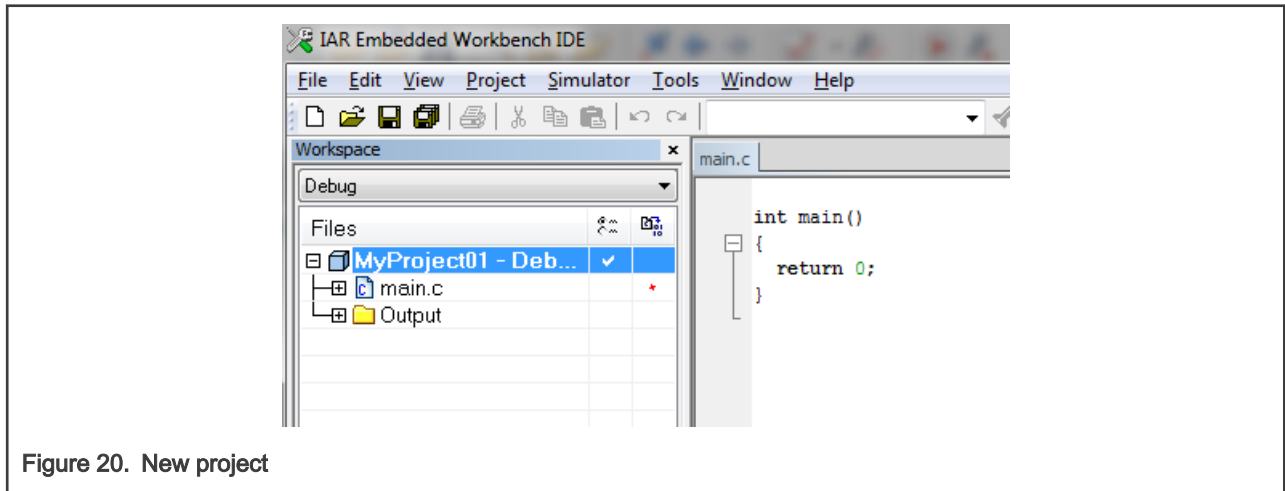 IAR Embedded Workbench IDE
File Edit View Project Simulator Tools Window Help
Workspace
Debug
Files
MyProject01 - Deb...
main.c
Output
main.c
int main()
{
return 0;
}
Figure 20. New project